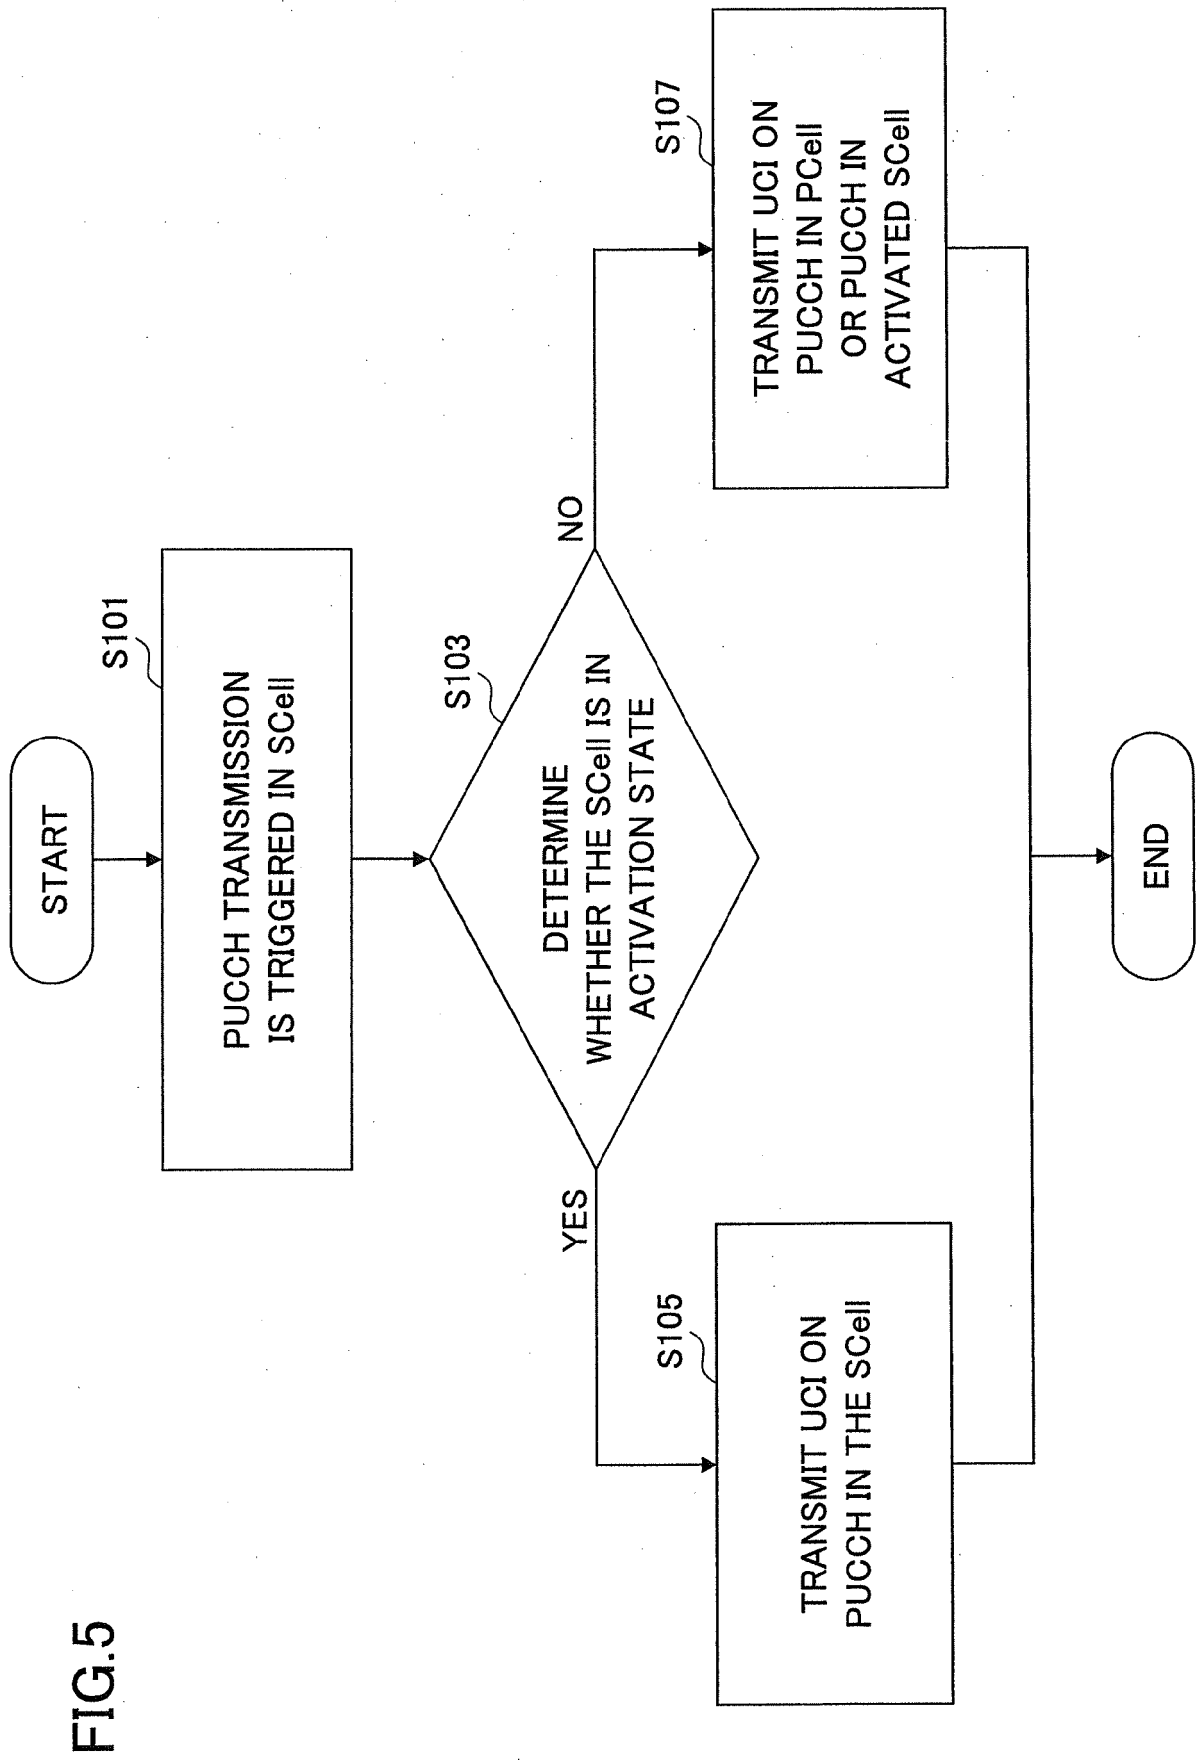 FIG.5
START
S101
PUCCH TRANSMISSION
IS TRIGGERED IN SCell
S103
DETERMINE
WHETHER THE SCell IS IN
ACTIVATION STATE
YES
NO
S105
TRANSMIT UCI ON
PUCCH IN THE SCell
S107
TRANSMIT UCI ON
PUCCH IN PCell
OR PUCCH IN
ACTIVATED SCell
END